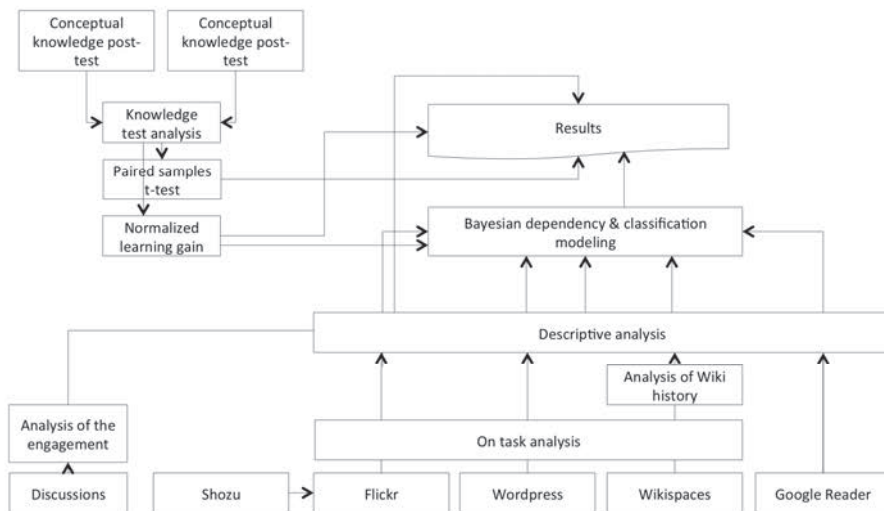 Conceptual
knowledge post-
test
Conceptual
knowledge post-
test
Knowledge
test analysis
Results
Paired samples
t-test
Normalized
learning gain
Bayesian dependency & classification
modeling
Descriptive analysis
Analysis of Wiki
history
Analysis of the
engagement
On task analysis
Discussions
Shozu
Flickr
Wordpress
Wikispaces
Google Reader